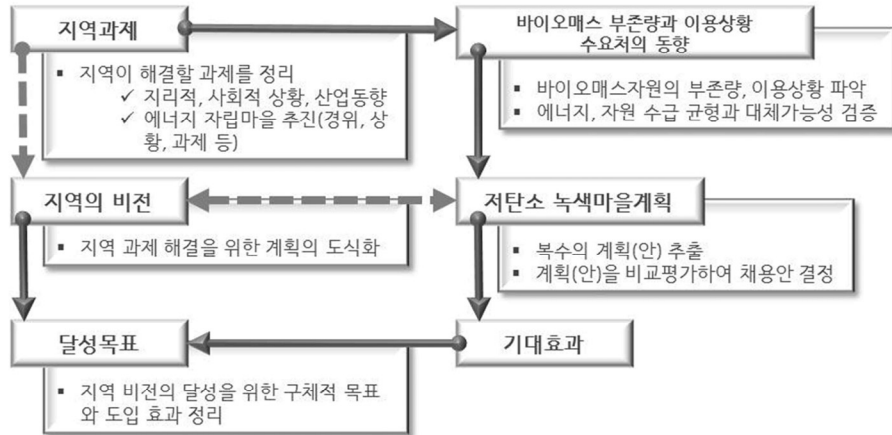 지역과제
▪ 지역이 해결할 과제를 정리
✓ 지리적, 사회적 상황, 산업동향
✓ 에너지 자립마을 추진(경위, 상
황, 과제 등)
바이오매스 부존량과 이용상황
수요처의 동향
▪ 바이오매스자원의 부존량, 이용상황 파악
▪ 에너지, 자원 수급 균형과 대체가능성 검증
지역의 비전
▪ 지역 과제 해결을 위한 계획의 도식화
저탄소 녹색마을계획
▪ 복수의 계획(안) 추출
▪ 계획(안)을 비교평가하여 채용안 결정
달성목표
▪ 지역 비전의 달성을 위한 구체적 목표
와 도입 효과 정리
기대효과